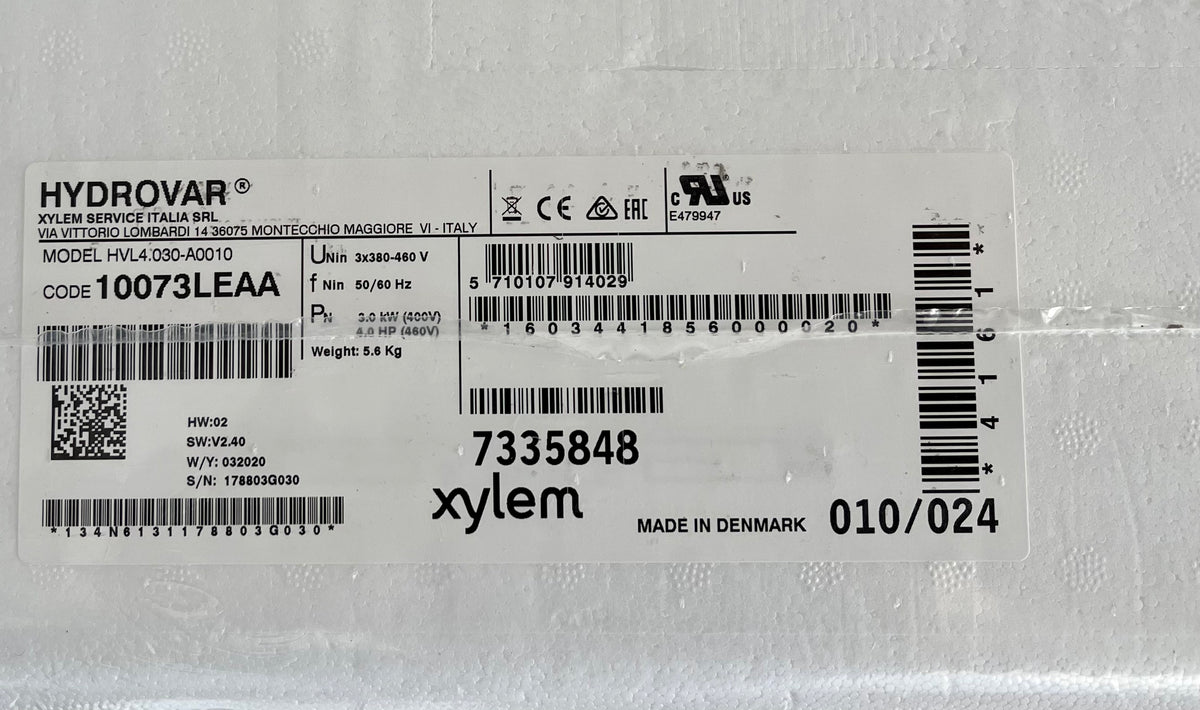 HYDROVAR®
XYLEM SERVICE ITALIA SRL
VIA VITTORIO LOMBARDI 14 36075 MONTECCHIO MAGGIORE VI - ITALY
CE EAC
C RU US
E479947
MODEL HVL4.030-A0010
CODE 10073LEAA
UNin 3x380-460 V
f Nin 50/60 Hz
PN 3.0 kW (400V)
4.0 HP (460V)
Weight: 5.6 Kg
5 710107 914029
*16034418560000020*
HW:02
SW:V2.40
W/Y: 032020
S/N: 178803G030
*134N6131178803G030*
7335848
xylem
MADE IN DENMARK
010/024
*4161*